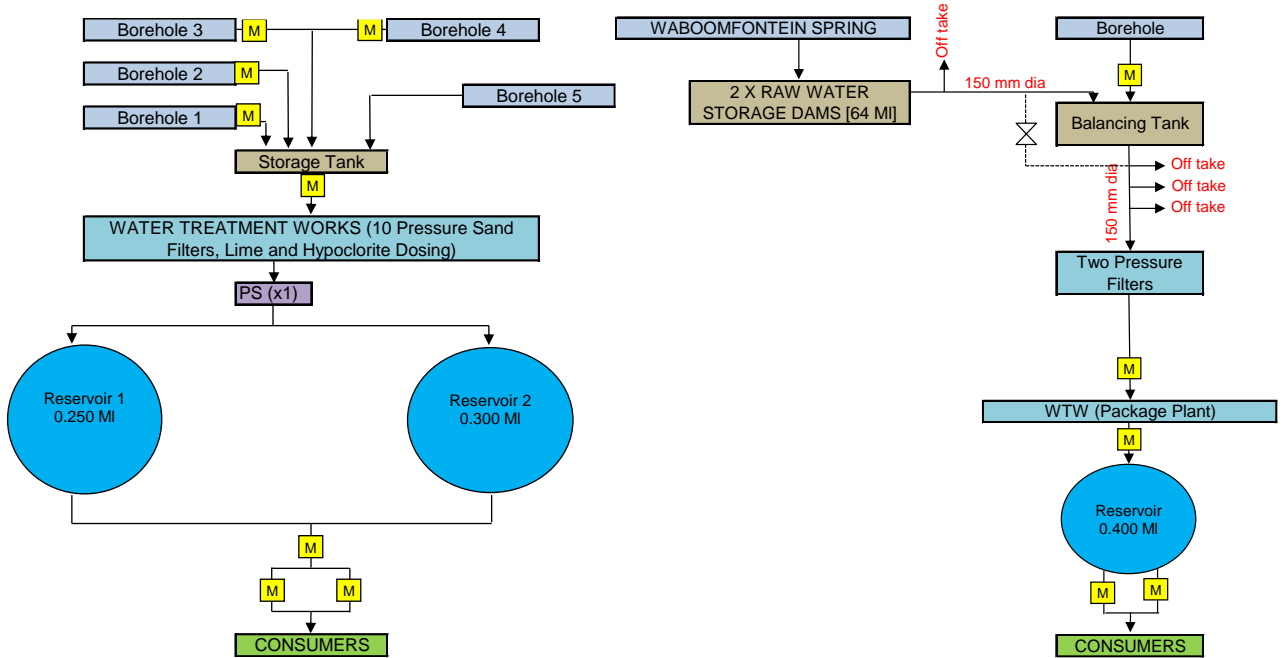 Borehole 3
M
M
Borehole 4
Borehole 2
M
Borehole 5
Borehole 1
M
Storage Tank
M
WATER TREATMENT WORKS (10 Pressure Sand
Filters, Lime and Hypoclorite Dosing)
PS (x1)
Reservoir 1
0.250 Ml
Reservoir 2
0.300 Ml
M
M
M
CONSUMERS
WABOOMFONTEIN SPRING
Off take
Borehole
M
2 X RAW WATER
STORAGE DAMS [64 Ml]
150 mm dia
Balancing Tank
Off take
Off take
Off take
150 mm dia
Two Pressure
Filters
M
WTW (Package Plant)
M
Reservoir
0.400 Ml
M
M
CONSUMERS